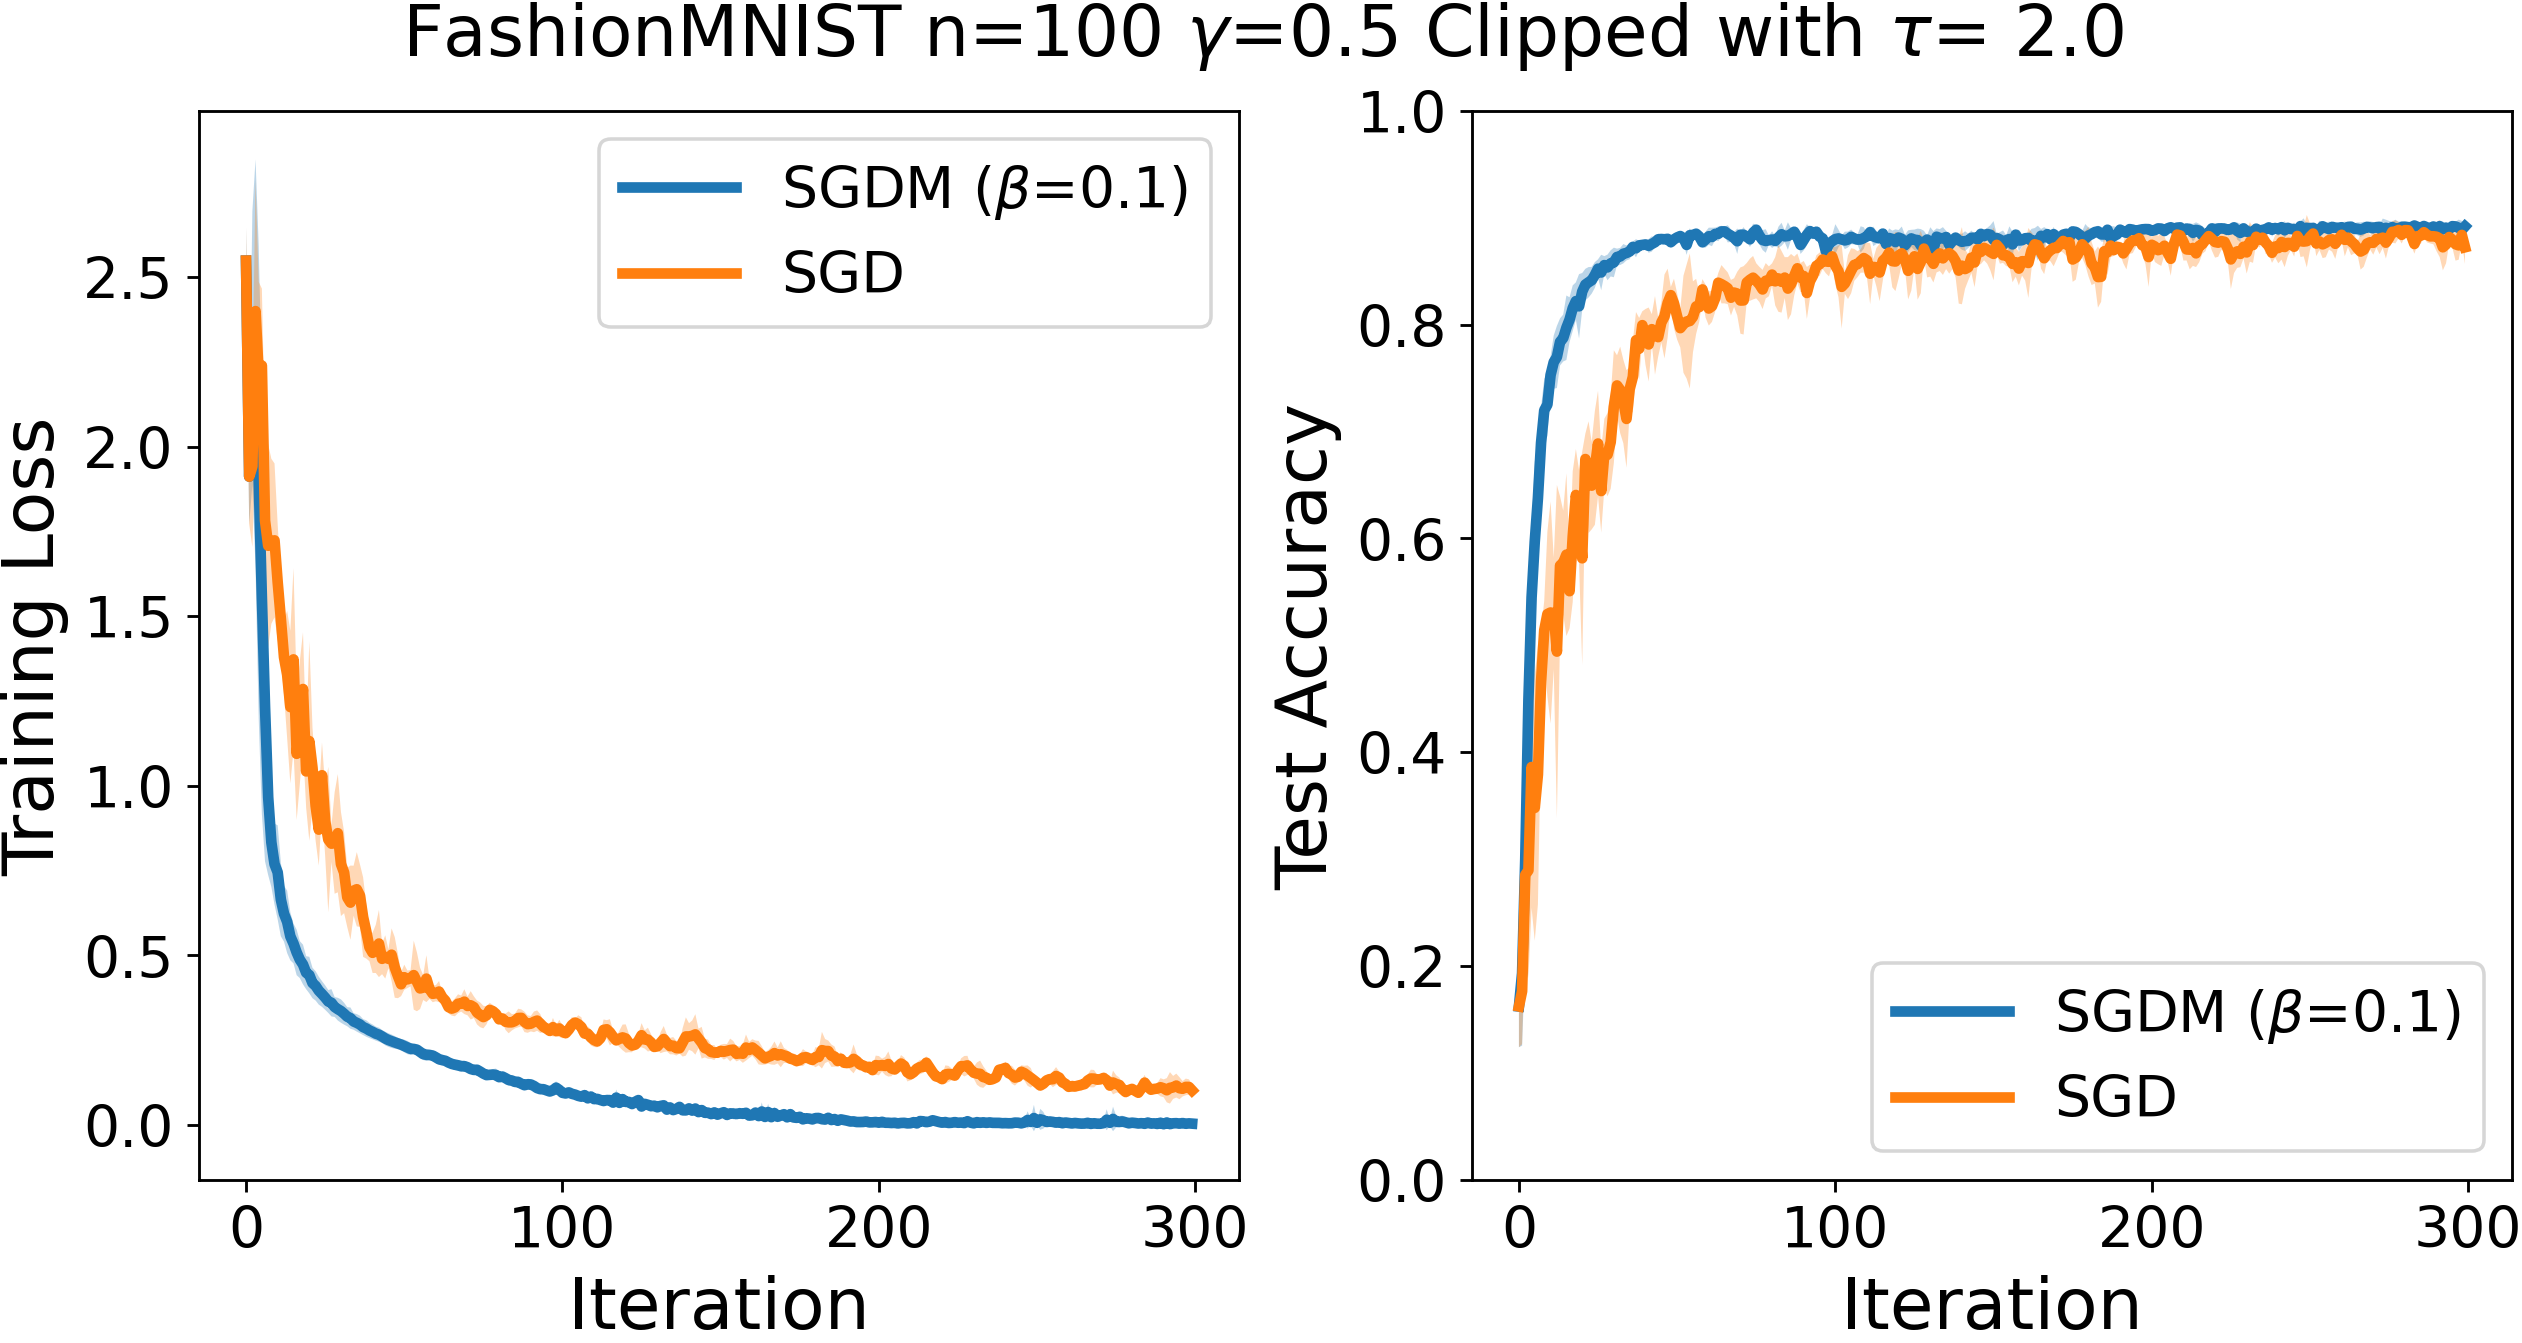 FashionMNIST n=100 γ=0.5 Clipped with τ= 2.0
Training Loss
2.5
2.0
1.5
1.0
0.5
0.0
0 100 200 300
Iteration
SGDM (β=0.1)
SGD
Test Accuracy
1.0
0.8
0.6
0.4
0.2
0.0
0 100 200 300
Iteration
SGDM (β=0.1)
SGD